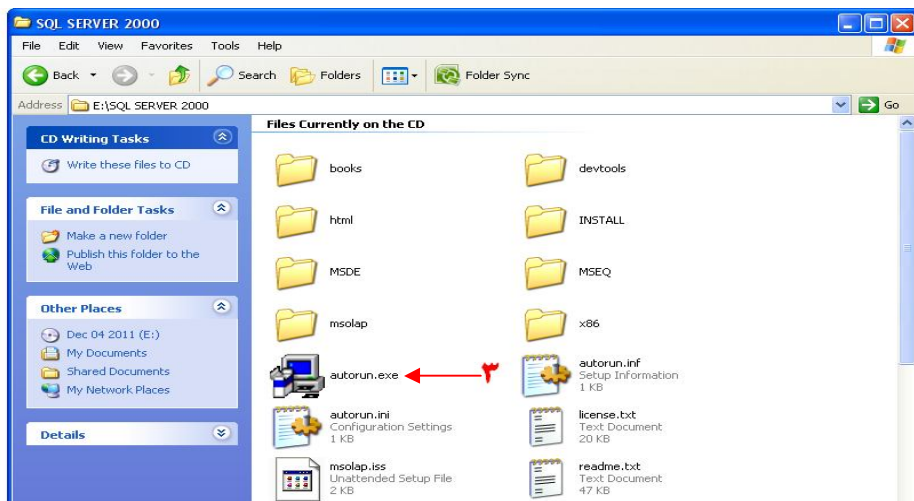 SQL SERVER 2000
File Edit View Favorites Tools Help
Back Search Folders Folder Sync
Address E:\SQL SERVER 2000 Go
CD Writing Tasks
Write these files to CD
File and Folder Tasks
Make a new folder
Publish this folder to the
Web
Other Places
Dec 04 2011 (E:)
My Documents
Shared Documents
My Network Places
Details
Files Currently on the CD
books
devtools
html
INSTALL
MSDE
MSEQ
msolap
x86
autorun.exe
٣
autorun.inf
Setup Information
1 KB
autorun.ini
Configuration Settings
1 KB
license.txt
Text Document
20 KB
msolap.iss
Unattended Setup File
2 KB
readme.txt
Text Document
47 KB